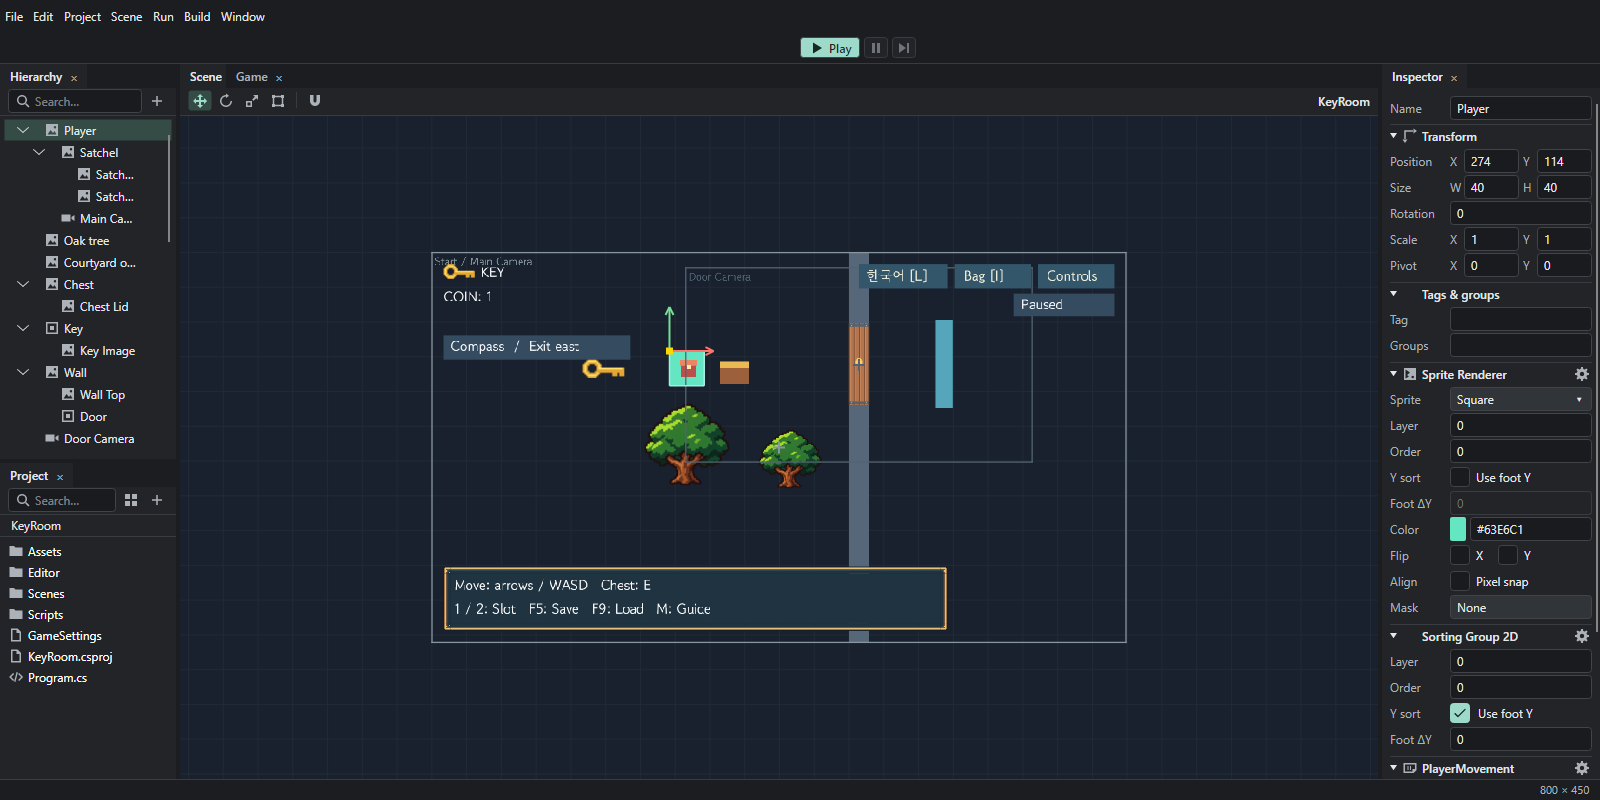 File Edit Project Scene Run Build Window
Play
Hierarchy
Search...
Player
Satchel
Satch...
Satch...
Main Ca...
Oak tree
Courtyard o...
Chest
Chest Lid
Key
Key Image
Wall
Wall Top
Door
Door Camera
Project
Search...
KeyRoom
Assets
Editor
Scenes
Scripts
GameSettings
KeyRoom.csproj
Program.cs
Scene Game
KeyRoom
Start / Main Camera
KEY
COIN: 1
Door Camera
한국어 [L] Bag [I] Controls
Paused
Compass / Exit east
Move: arrows / WASD Chest: E
1 / 2: Slot F5: Save F9: Load M: Guice
Inspector
Name Player
Transform
Position X 274 Y 114
Size W 40 H 40
Rotation 0
Scale X 1 Y 1
Pivot X 0 Y 0
Tags & groups
Tag
Groups
Sprite Renderer
Sprite Square
Layer 0
Order 0
Y sort Use foot Y
Foot ΔY 0
Color #63E6C1
Flip X Y
Align Pixel snap
Mask None
Sorting Group 2D
Layer 0
Order 0
Y sort Use foot Y
Foot ΔY 0
PlayerMovement
800 × 450